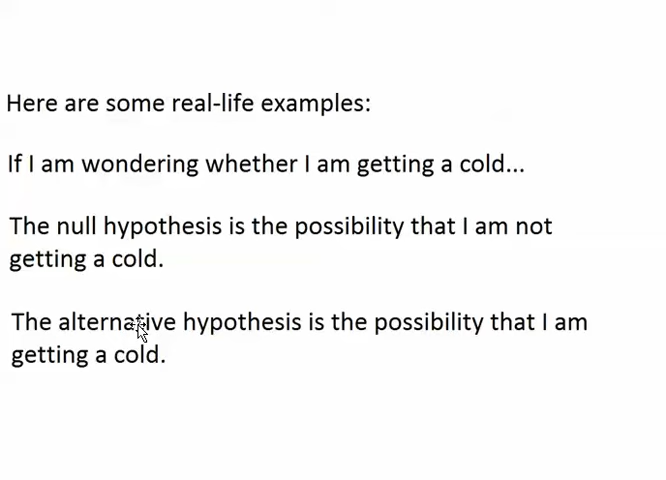 Here are some real-life examples:
If I am wondering whether I am getting a cold...
The null hypothesis is the possibility that I am not
getting a cold.
The alternative hypothesis is the possibility that I am
getting a cold.